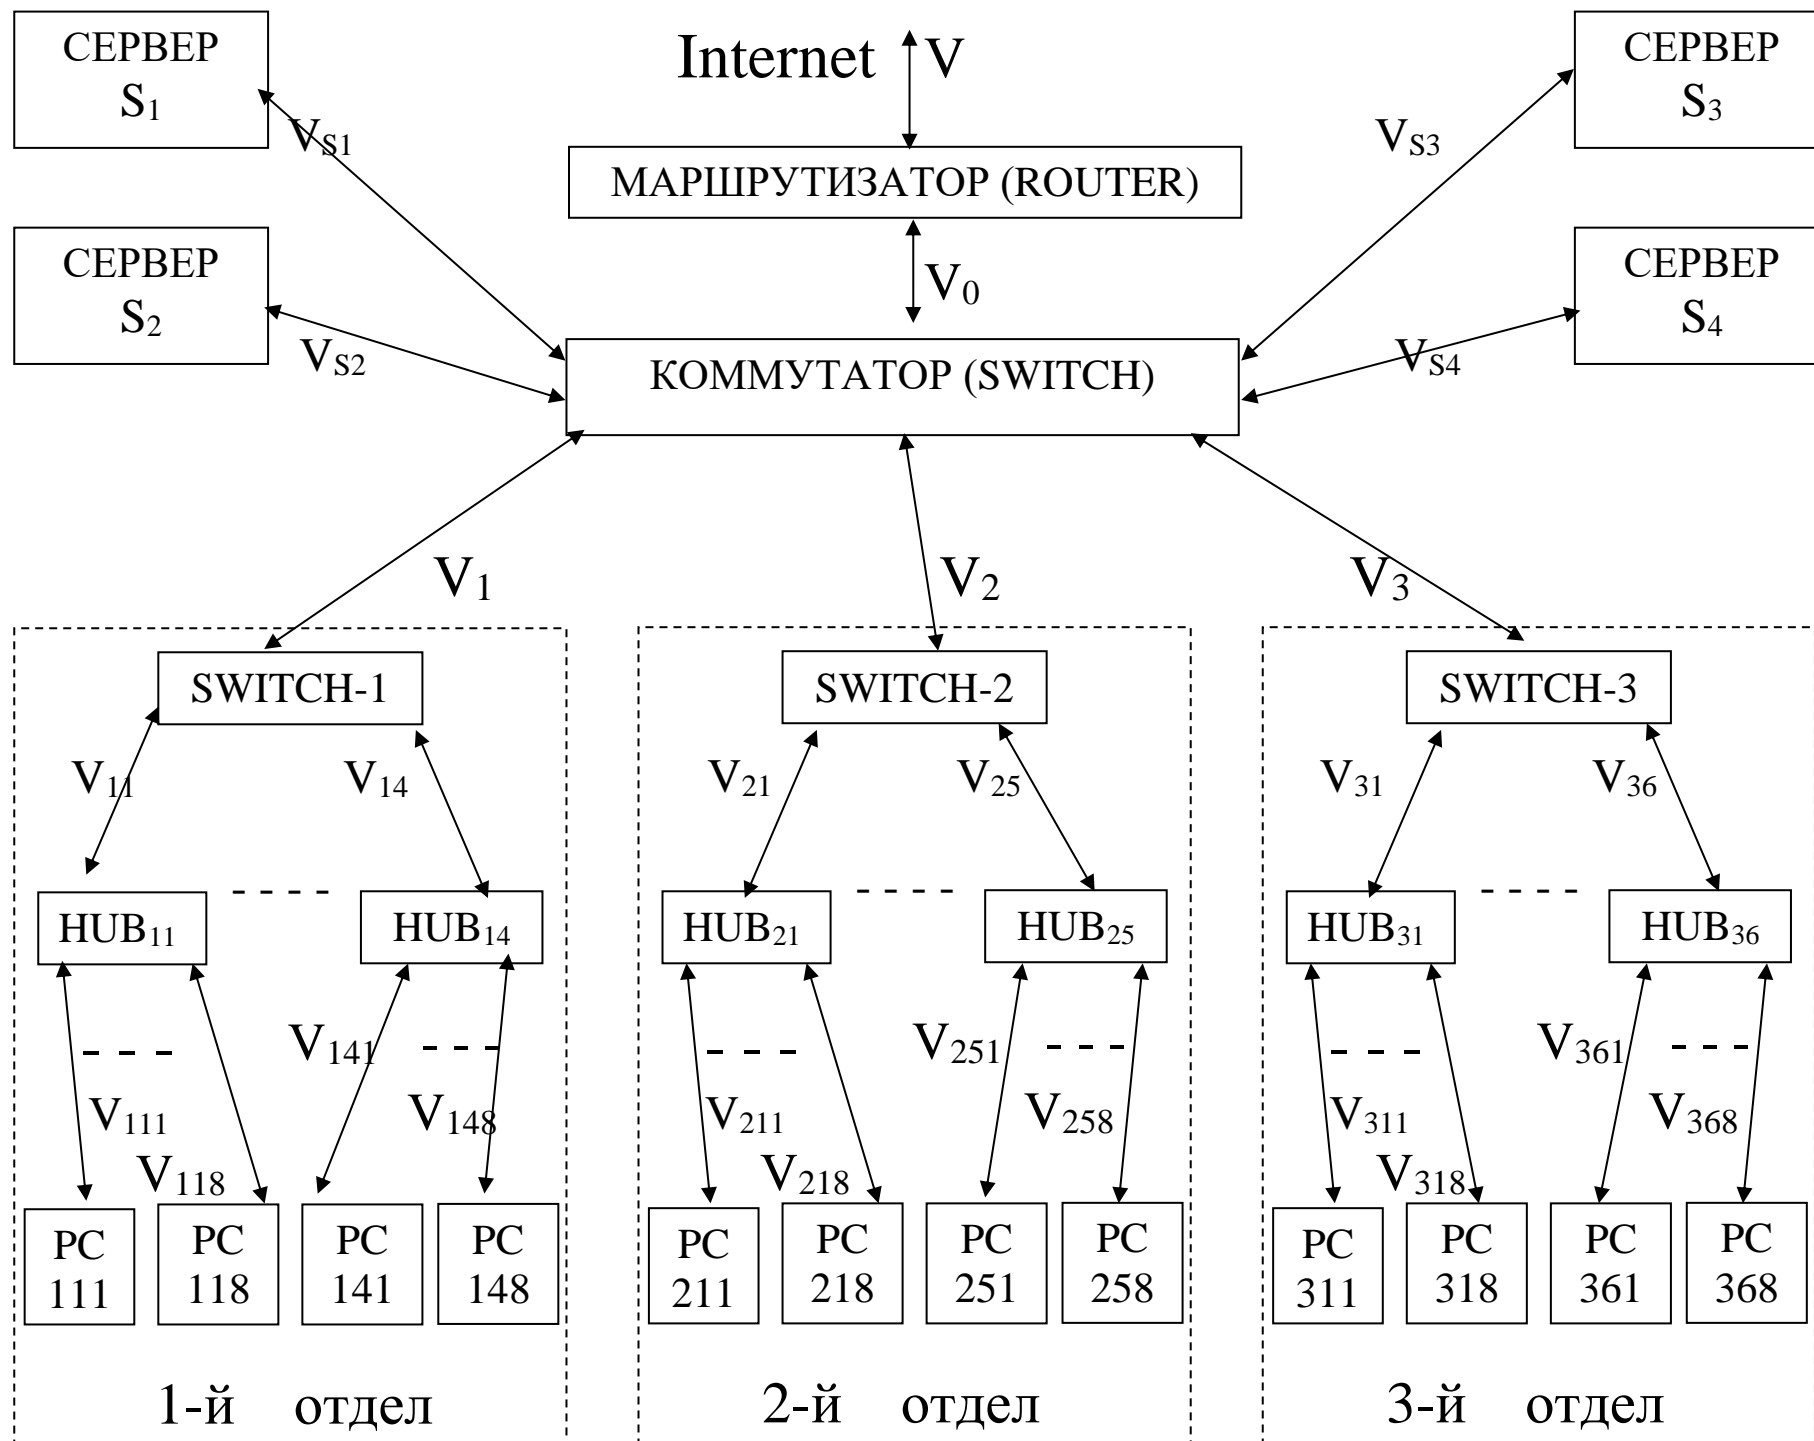 СЕРВЕР
S1
VS1
СЕРВЕР
S2
VS2
Internet V
МАРШРУТИЗАТОР (ROUTER)
V0
КОММУТАТОР (SWITCH)
СЕРВЕР
S3
VS3
СЕРВЕР
S4
VS4
V1
V2
V3
SWITCH-1
V11
V14
HUB11
HUB14
V141
V111
V148
V118
PC
111
PC
118
PC
141
PC
148
1-й отдел
SWITCH-2
V21
V25
HUB21
HUB25
V251
V211
V258
V218
PC
211
PC
218
PC
251
PC
258
2-й отдел
SWITCH-3
V31
V36
HUB31
HUB36
V361
V311
V368
V318
PC
311
PC
318
PC
361
PC
368
3-й отдел